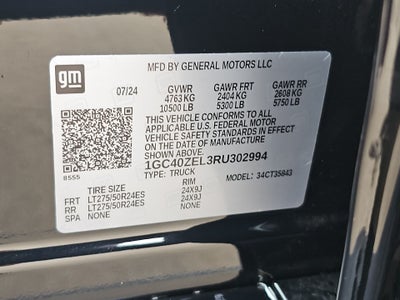 gm
MFD BY GENERAL MOTORS LLC
07/24 GVWR GAWR FRT GAWR RR
4763 KG 2404 KG 2608 KG
10500 LB 5300 LB 5750 LB
THIS VEHICLE CONFORMS TO ALL
APPLICABLE U.S. FEDERAL MOTOR
VEHICLE SAFETY STANDARDS IN EFFECT
ON THE DATE OF MANUFACTURE SHOWN ABOVE.
1GC40ZEL3RU302994
8555 TYPE: TRUCK MODEL: 34CT35843
TIRE SIZE RIM
FRT LT275/50R24ES 24X9J
RR LT275/50R24ES 24X9J
SPA NONE NONE